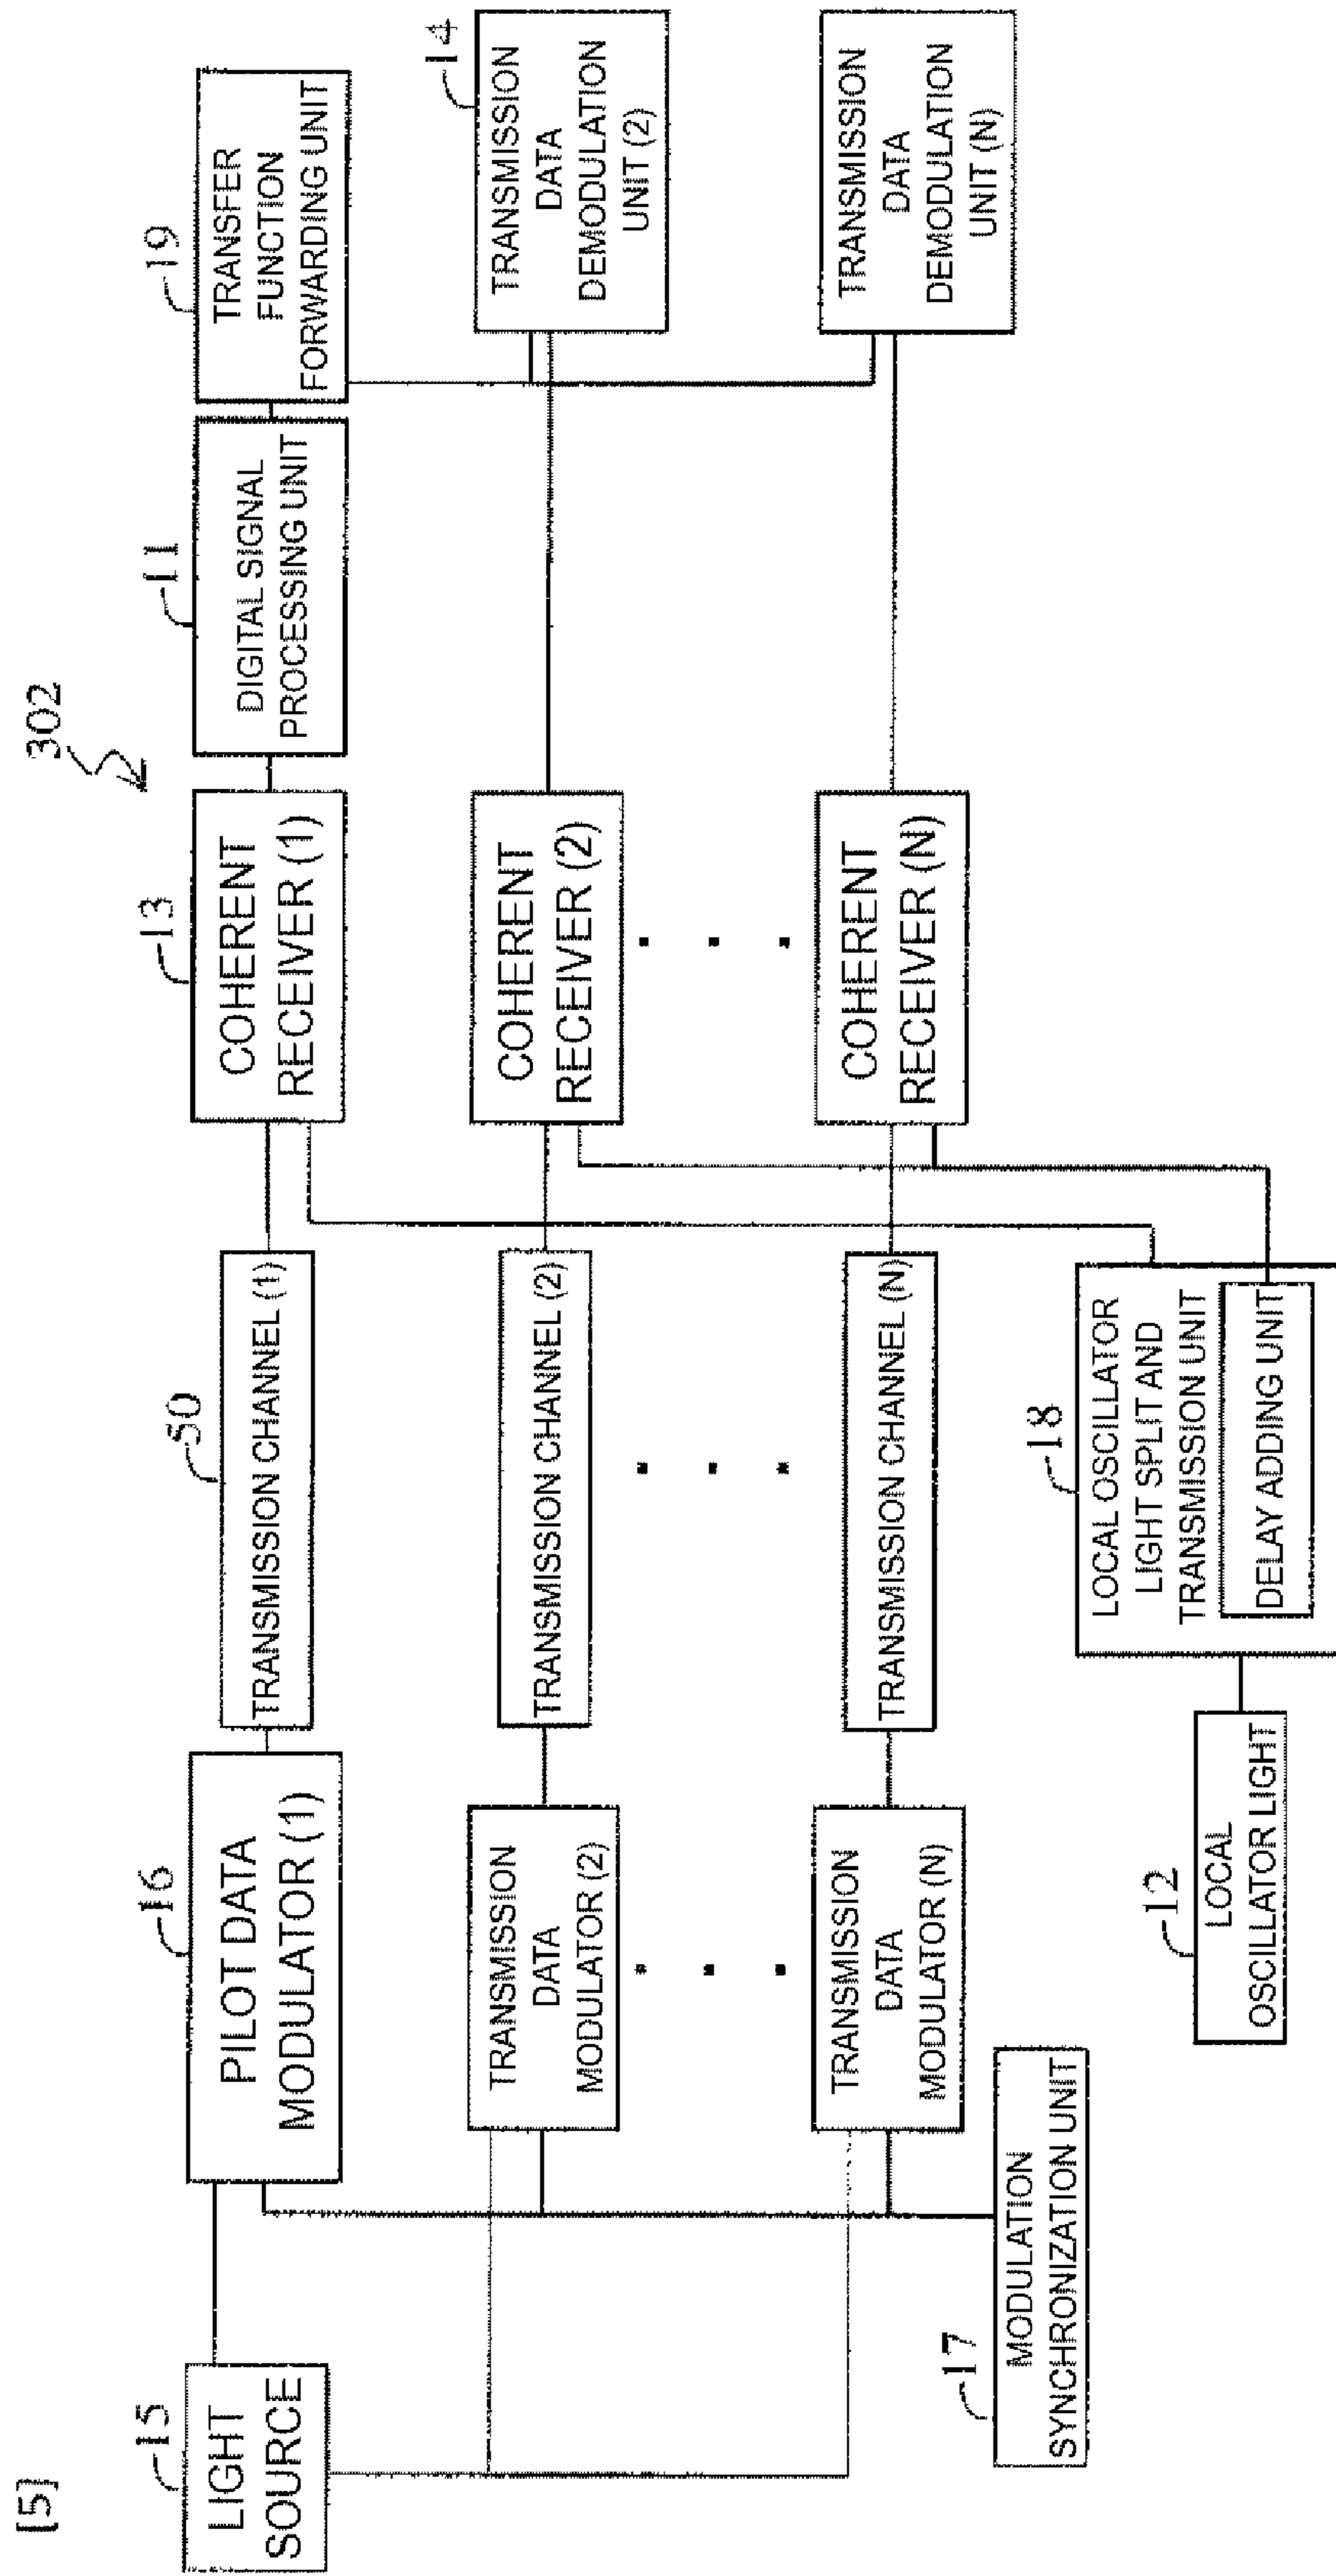 [5]
302
15
LIGHT
SOURCE
16
PILOT DATA
MODULATOR (1)
50
TRANSMISSION CHANNEL (1)
13
COHERENT
RECEIVER (1)
11
DIGITAL SIGNAL
PROCESSING UNIT
19
TRANSFER
FUNCTION
FORWARDING UNIT
TRANSMISSION
DATA
MODULATOR (2)
TRANSMISSION CHANNEL (2)
COHERENT
RECEIVER (2)
14
TRANSMISSION
DATA
DEMODULATION
UNIT (2)
TRANSMISSION
DATA
MODULATOR (N)
TRANSMISSION CHANNEL (N)
COHERENT
RECEIVER (N)
TRANSMISSION
DATA
DEMODULATION
UNIT (N)
17
MODULATION
SYNCHRONIZATION UNIT
12
LOCAL
OSCILLATOR LIGHT
18
LOCAL OSCILLATOR
LIGHT SPLIT AND
TRANSMISSION UNIT
DELAY ADDING UNIT